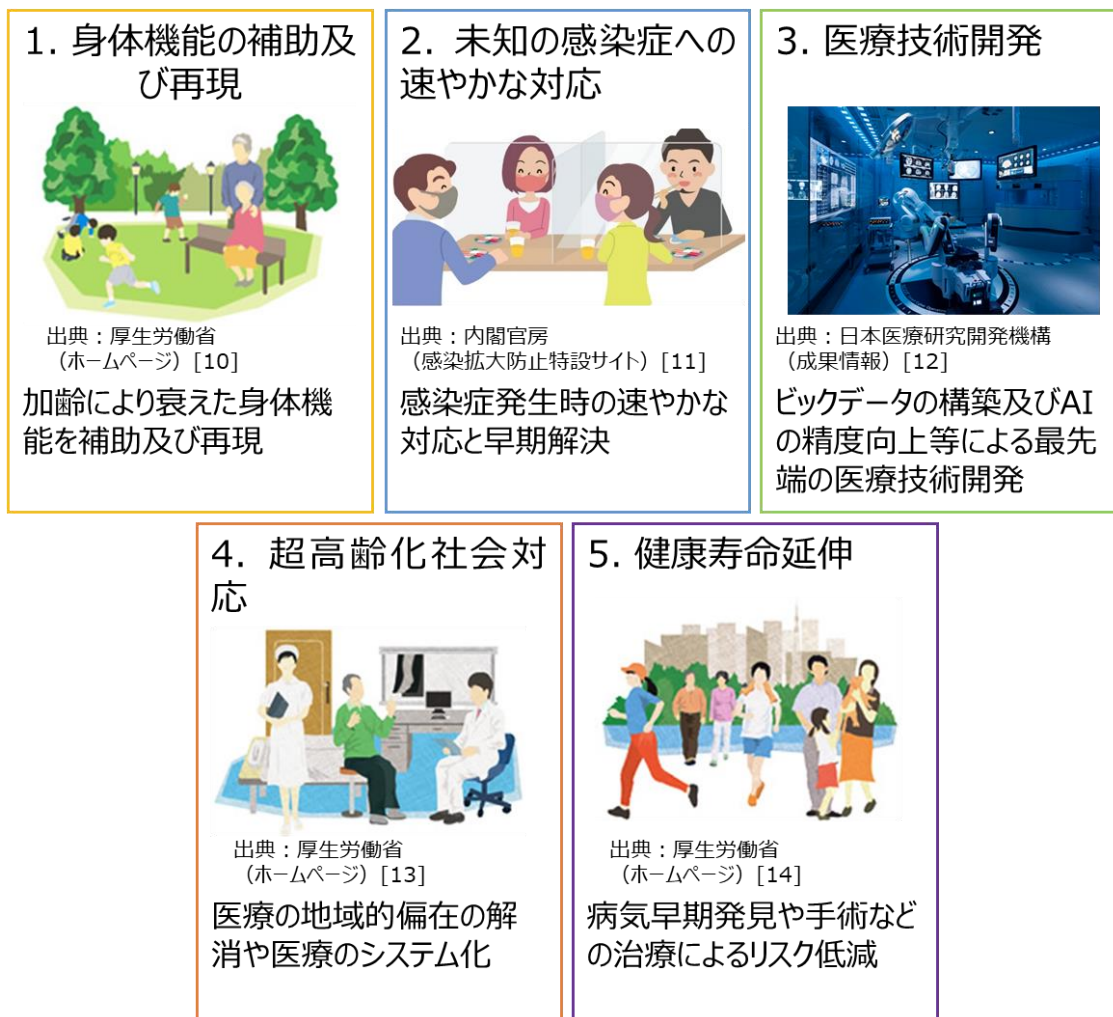 1. 身体機能の補助及
び再現
出典：厚生労働省
（ホームページ）[10]
加齢により衰えた身体機
能を補助及び再現
2. 未知の感染症への
速やかな対応
出典：内閣官房
（感染拡大防止特設サイト）[11]
感染症発生時の速やかな
対応と早期解決
3. 医療技術開発
出典：日本医療研究開発機構
（成果情報）[12]
ビックデータの構築及びAI
の精度向上等による最先
端の医療技術開発
4. 超高齢化社会対
応
出典：厚生労働省
（ホームページ）[13]
医療の地域的偏在の解
消や医療のシステム化
5. 健康寿命延伸
出典：厚生労働省
（ホームページ）[14]
病気早期発見や手術など
の治療によるリスク低減